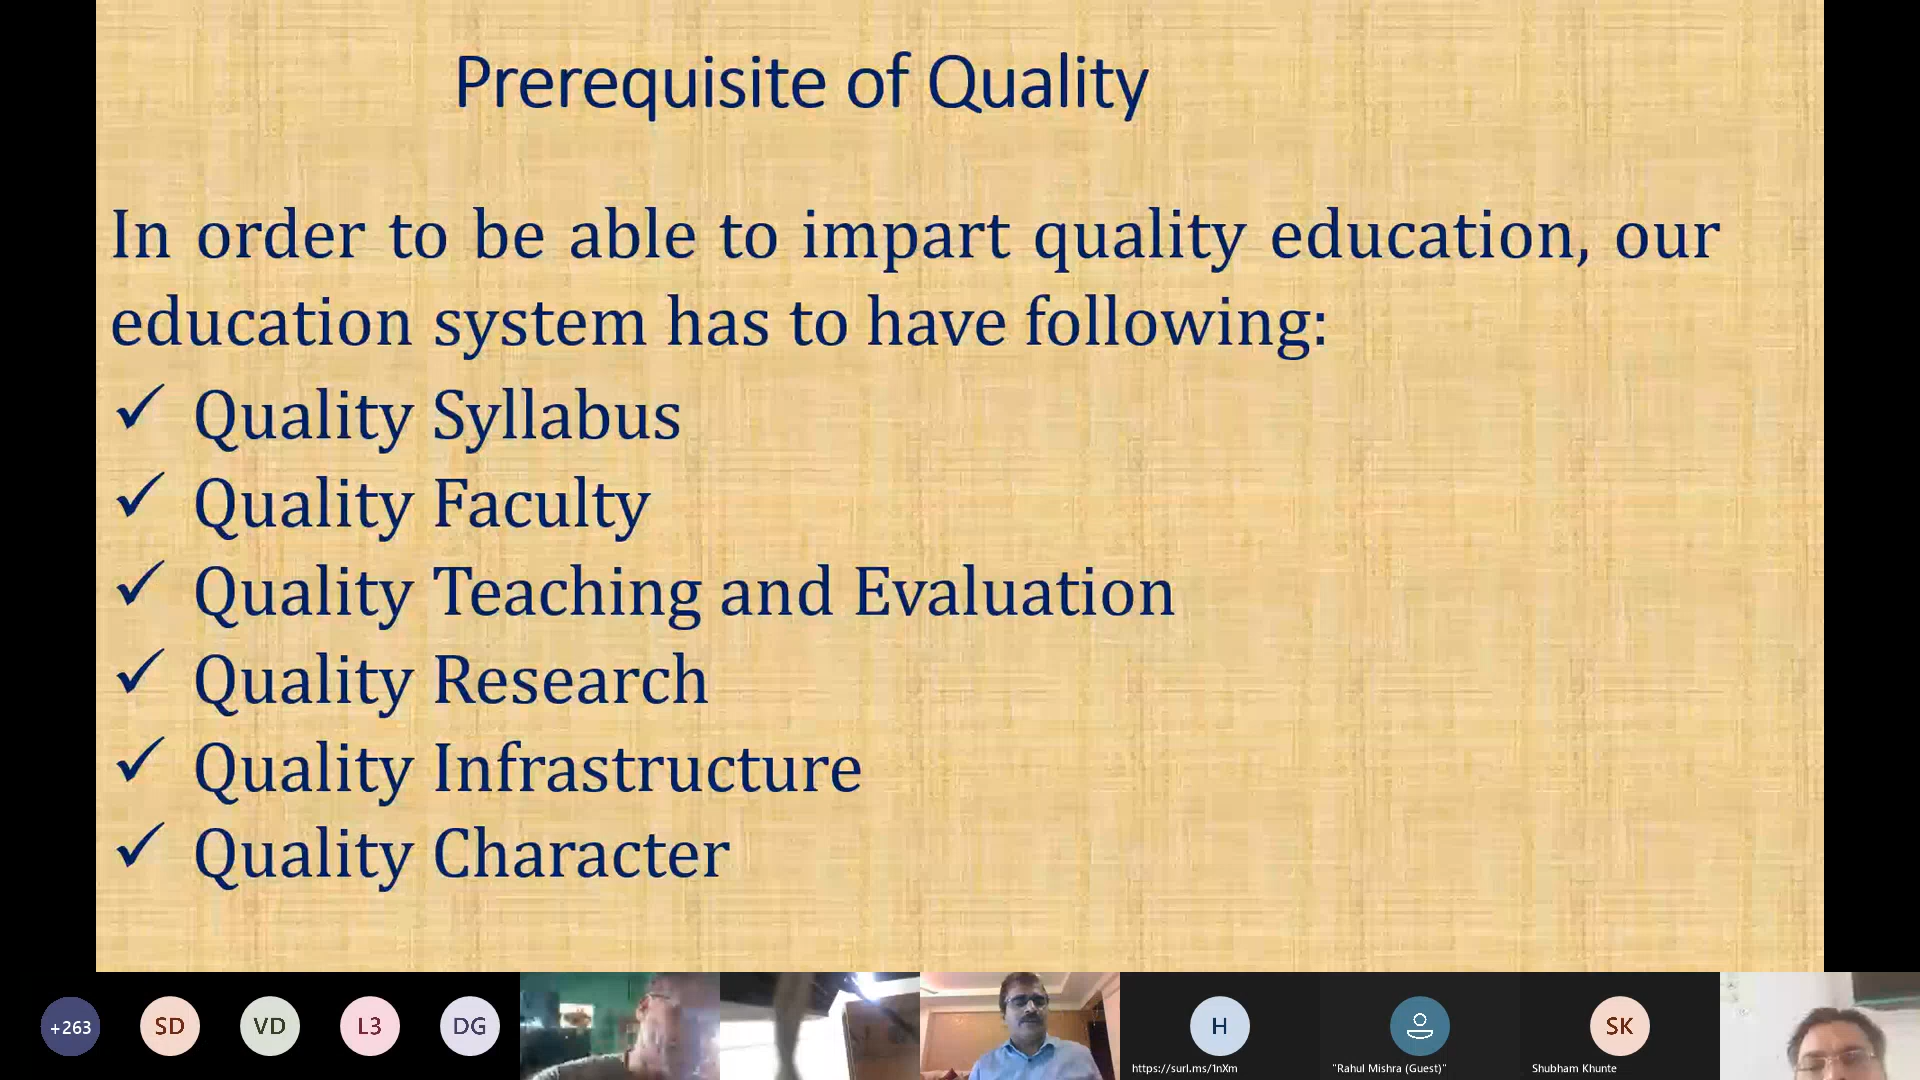 Prerequisite of Quality
In order to be able to impart quality education, our
education system has to have following:
✓ Quality Syllabus
✓ Quality Faculty
✓ Quality Teaching and Evaluation
✓ Quality Research
✓ Quality Infrastructure
✓ Quality Character
+263
SD
VD
L3
DG
H
SK
https://surl.ms/1nXm
"Rahul Mishra (Guest)"
Shubham Khunte